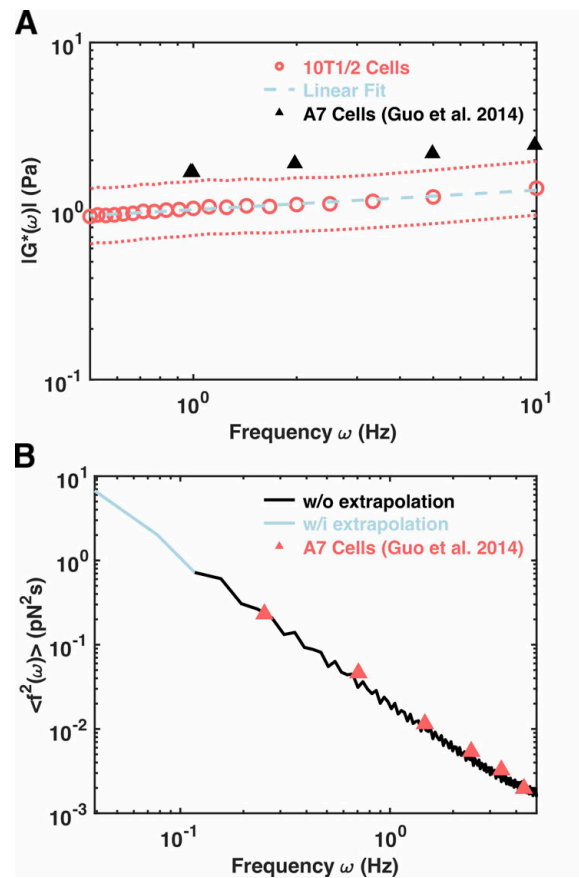 A
10¹
10T1/2 Cells
Linear Fit
A7 Cells (Guo et al. 2014)
|G*(ω)| (Pa)
10⁰
10⁻¹
10⁰
10¹
Frequency ω (Hz)
B
w/o extrapolation
w/i extrapolation
A7 Cells (Guo et al. 2014)
<f²(ω)> (pN²s)
10⁰
10⁻¹
10⁻²
10⁻³
10⁻¹
10⁰
Frequency ω (Hz)